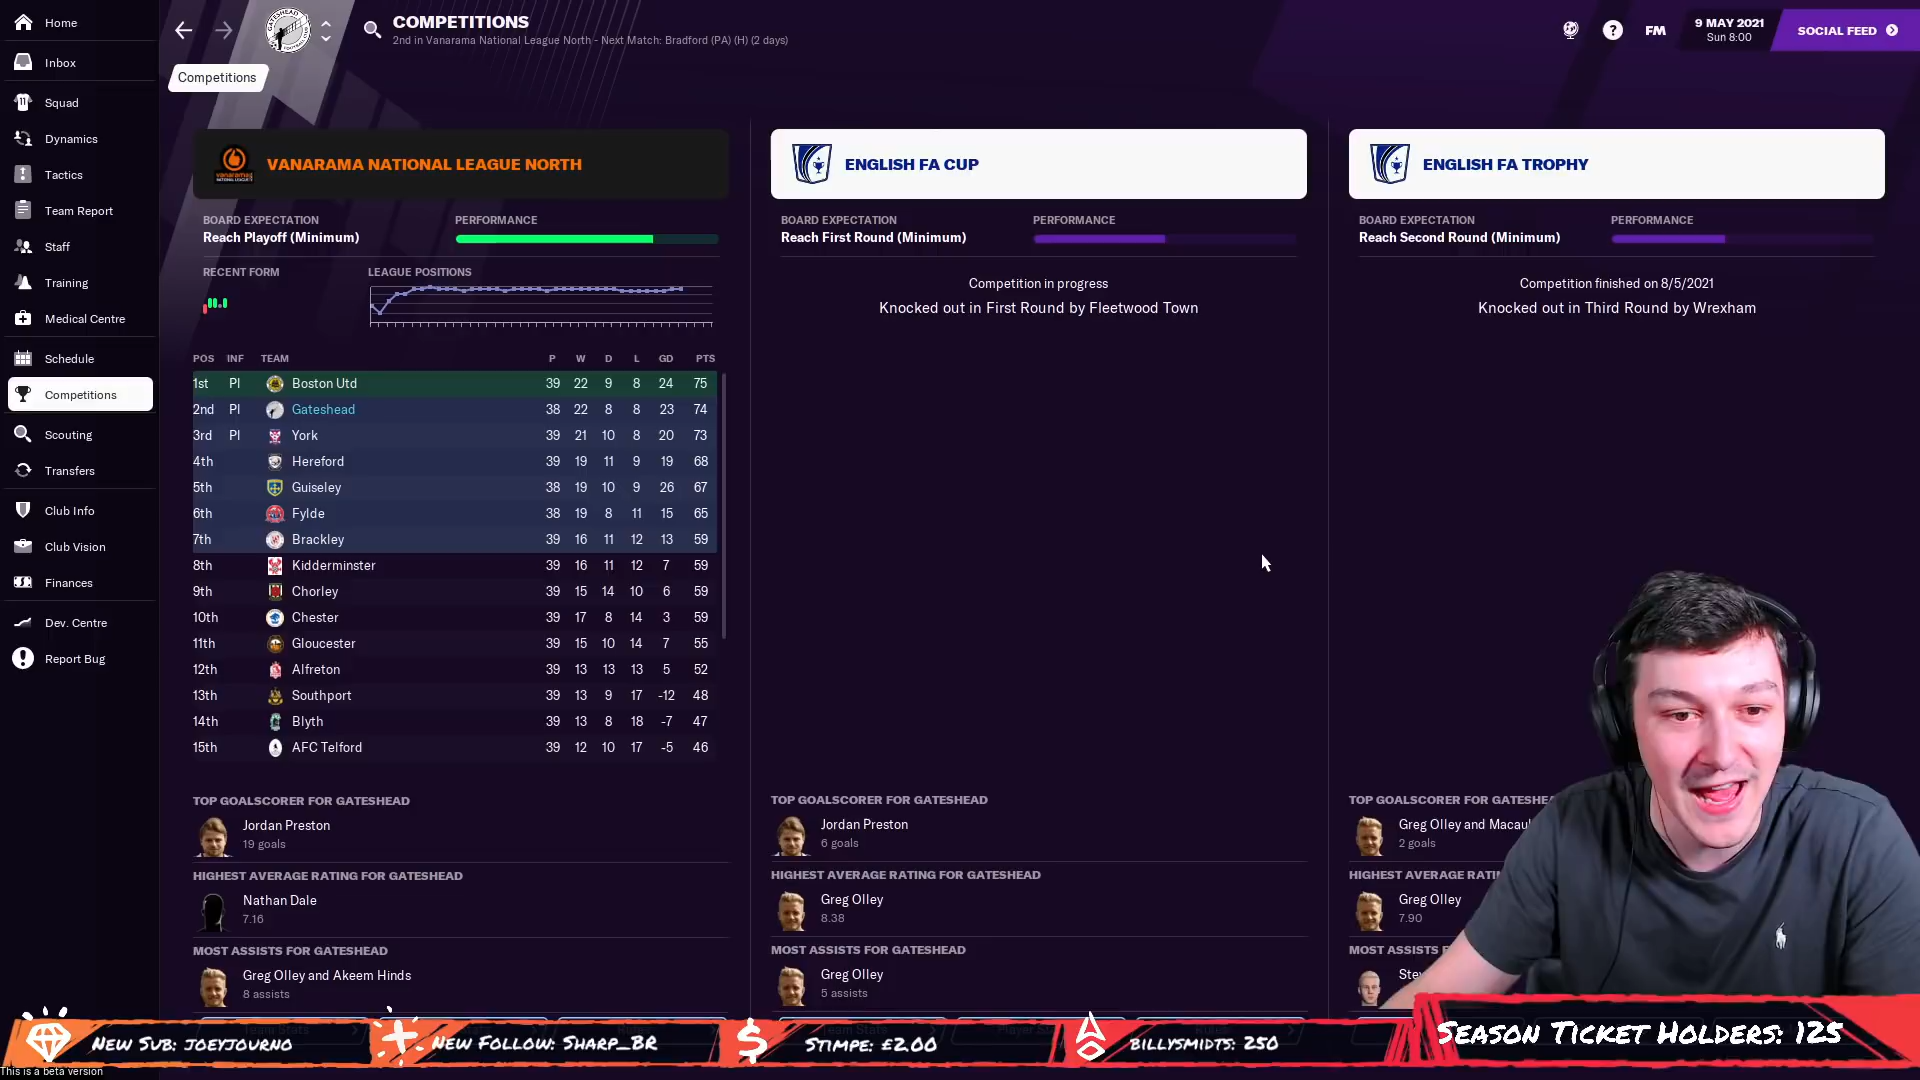 Home
Inbox
Squad
Dynamics
Tactics
Team Report
Staff
Training
Medical Centre
Schedule
Competitions
Scouting
Transfers
Club Info
Club Vision
Finances
Dev. Centre
Report Bug
COMPETITIONS
2nd in Vanarama National League North - Next Match: Bradford (PA) (H) (2 days)
FM
9 MAY 2021
Sun 8:00
SOCIAL FEED
Competitions
VANARAMA NATIONAL LEAGUE NORTH
BOARD EXPECTATION PERFORMANCE
Reach Playoff (Minimum)
RECENT FORM LEAGUE POSITIONS
POS INF TEAM P W D L GD PTS
1st Pl Boston Utd 39 22 9 8 24 75
2nd Pl Gateshead 38 22 8 8 23 74
3rd Pl York 39 21 10 8 20 73
4th Hereford 39 19 11 9 19 68
5th Guiseley 38 19 10 9 26 67
6th Fylde 38 19 8 11 15 65
7th Brackley 39 16 11 12 13 59
8th Kidderminster 39 16 11 12 7 59
9th Chorley 39 15 14 10 6 59
10th Chester 39 17 8 14 3 59
11th Gloucester 39 15 10 14 7 55
12th Alfreton 39 13 13 13 5 52
13th Southport 39 13 9 17 -12 48
14th Blyth 39 13 8 18 -7 47
15th AFC Telford 39 12 10 17 -5 46
TOP GOALSCORER FOR GATESHEAD
Jordan Preston
19 goals
HIGHEST AVERAGE RATING FOR GATESHEAD
Nathan Dale
7.16
MOST ASSISTS FOR GATESHEAD
Greg Olley and Akeem Hinds
8 assists
ENGLISH FA CUP
BOARD EXPECTATION PERFORMANCE
Reach First Round (Minimum)
Competition in progress
Knocked out in First Round by Fleetwood Town
TOP GOALSCORER FOR GATESHEAD
Jordan Preston
6 goals
HIGHEST AVERAGE RATING FOR GATESHEAD
Greg Olley
8.38
MOST ASSISTS FOR GATESHEAD
Greg Olley
5 assists
ENGLISH FA TROPHY
BOARD EXPECTATION PERFORMANCE
Reach Second Round (Minimum)
Competition finished on 8/5/2021
Knocked out in Third Round by Wrexham
TOP GOALSCORER FOR
Greg Olley and
2 goals
HIGHEST AVERAGE
Greg Olley
7.90
MOST ASSISTS
New Sub: joeyjourno
New Follow: Sharp_BR
Stimpe: £2.00
billysmidts: 250
Season Ticket Holders: 125
This is a beta version